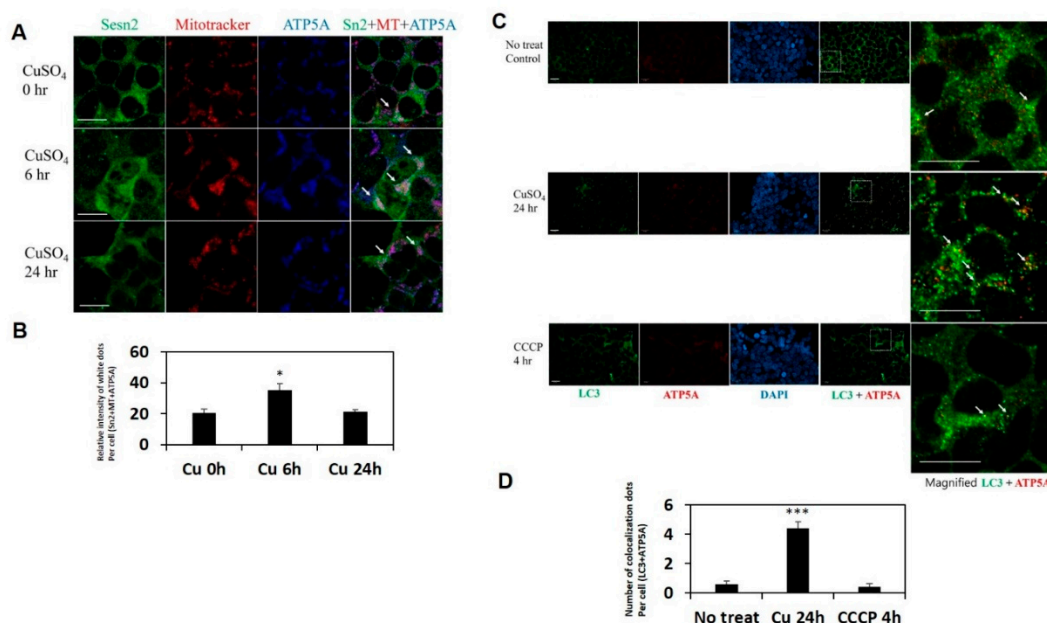 A
Sesn2 Mitotracker ATP5A Sn2+MT+ATP5A
CuSO4
0 hr
CuSO4
6 hr
CuSO4
24 hr
B
Relative intensity of white dots
Per cell (Sn2+MT+ATP5A)
60
40
20
0
*
Cu 0h Cu 6h Cu 24h
C
No treat
Control
CuSO4
24 hr
CCCP
4 hr
LC3 ATP5A DAPI LC3 + ATP5A
Magnified LC3 + ATP5A
D
Number of colocalization dots
Per cell (LC3+ATP5A)
6
4
2
0
***
No treat Cu 24h CCCP 4h